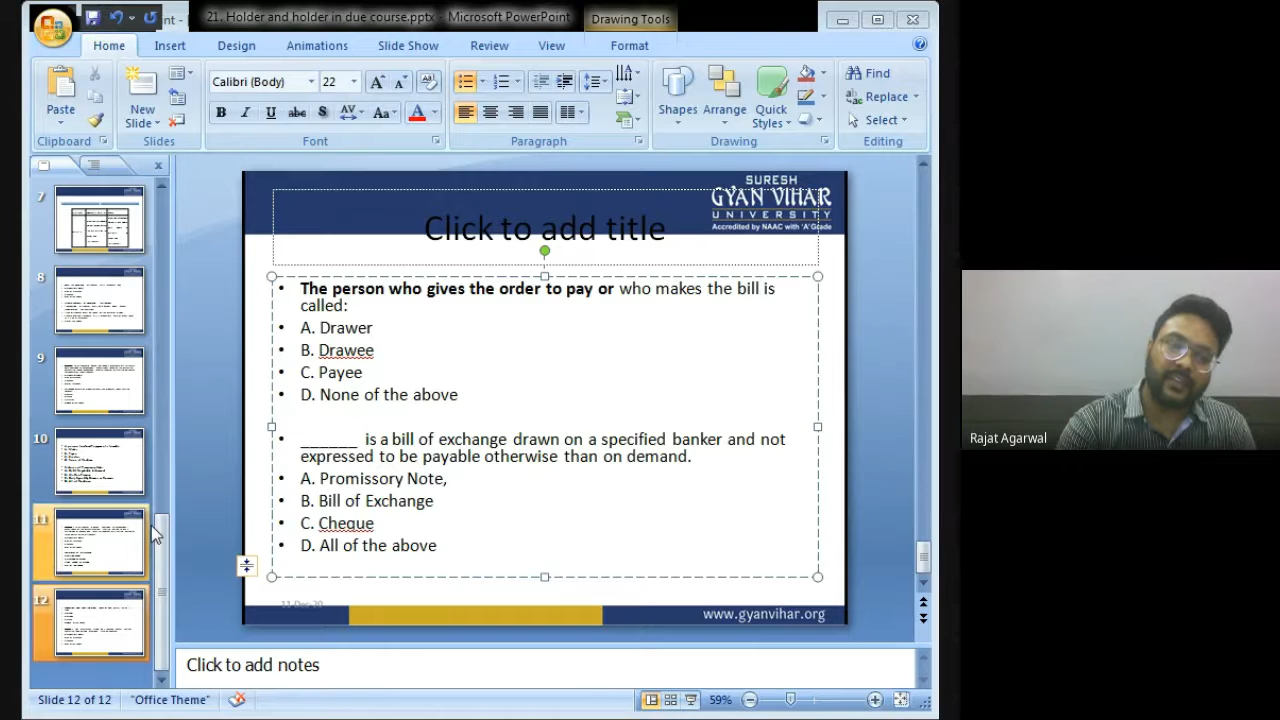 21. Holder and holder in due course.pptx - Microsoft PowerPoint
Drawing Tools
Home Insert Design Animations Slide Show Review View Format
Calibri (Body) 22
Paste New Slide Shapes Arrange Quick Styles Find Replace Select
Clipboard Slides Font Paragraph Drawing Editing
SURESH
GYAN VIHAR
UNIVERSITY
Accredited by NAAC with 'A' Grade
Click to add title
• The person who gives the order to pay or who makes the bill is
called:
• A. Drawer
• B. Drawee
• C. Payee
• D. None of the above
• ______ is a bill of exchange drawn on a specified banker and not
expressed to be payable otherwise than on demand.
• A. Promissory Note,
• B. Bill of Exchange
• C. Cheque
• D. All of the above
11-Dec-20
www.gyanvihar.org
7
8
9
10
11
12
Click to add notes
Slide 12 of 12 "Office Theme" 59%
Rajat Agarwal